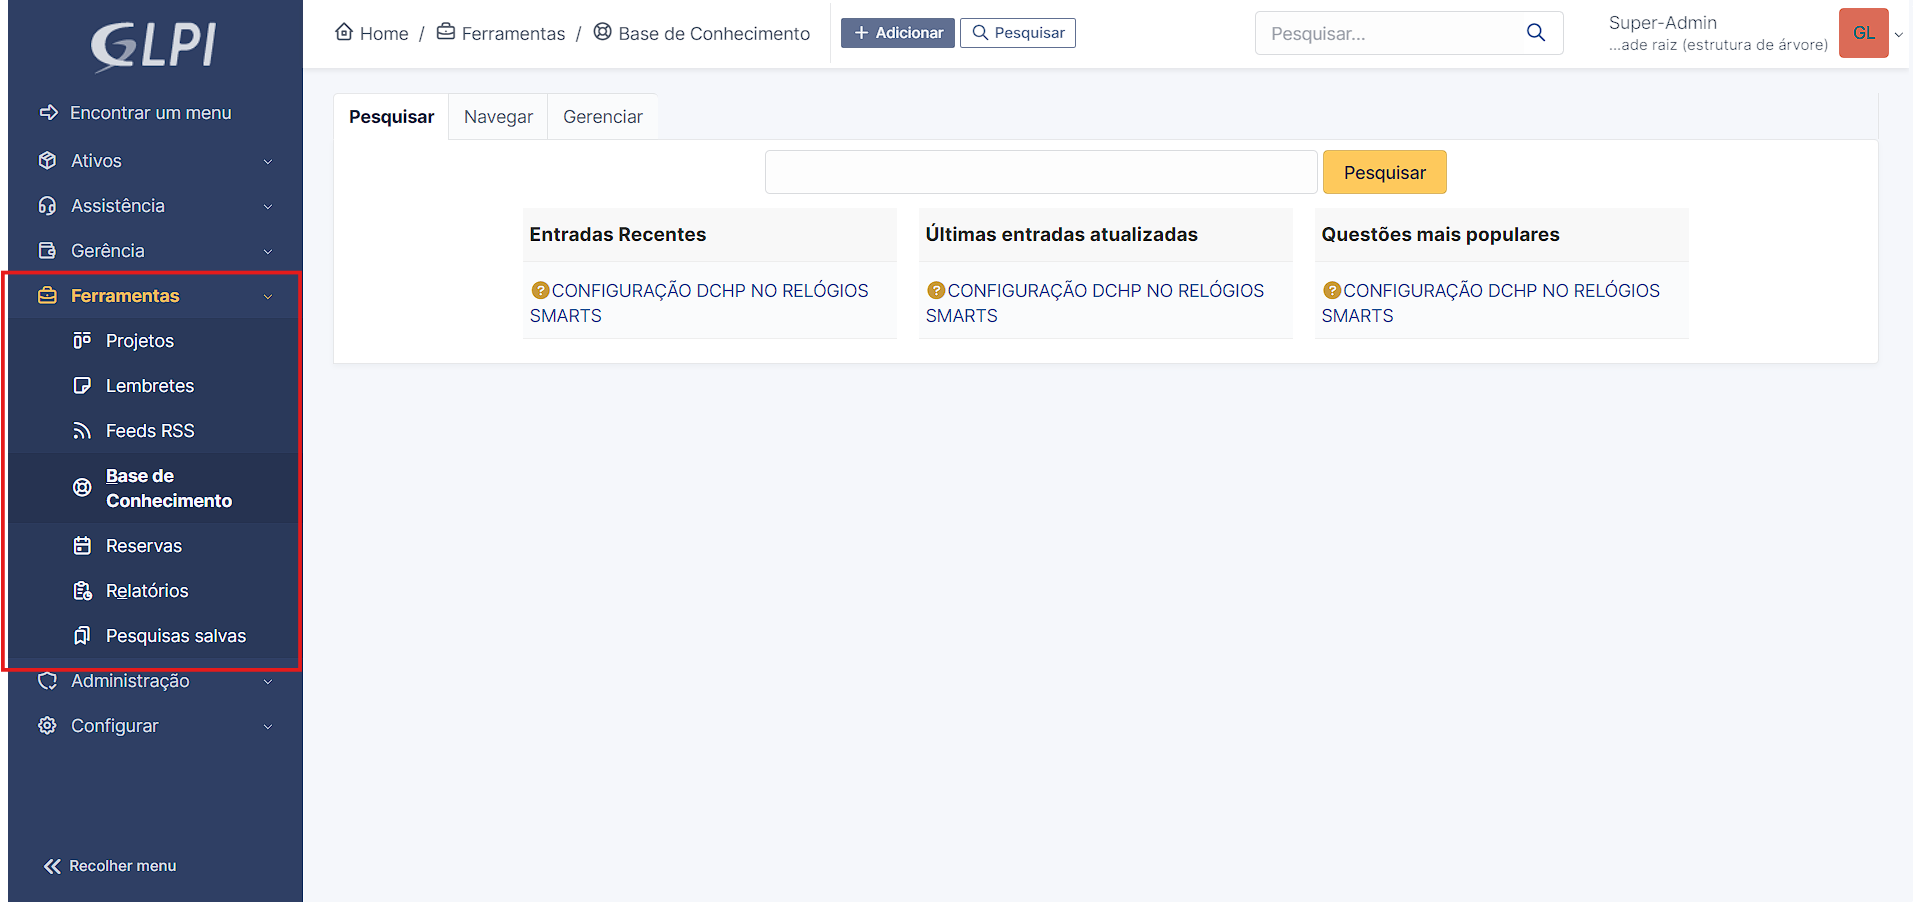 GLPI
Encontrar um menu
Ativos
Assistência
Gerência
Ferramentas
Projetos
Lembretes
Feeds RSS
Base de
Conhecimento
Reservas
Relatórios
Pesquisas salvas
Administração
Configurar
Recolher menu
Home / Ferramentas / Base de Conhecimento
+ Adicionar
Pesquisar
Pesquisar...
Super-Admin
...ade raiz (estrutura de árvore)
GL
Pesquisar
Navegar
Gerenciar
Pesquisar
Entradas Recentes
?CONFIGURAÇÃO DCHP NO RELÓGIOS
SMARTS
Últimas entradas atualizadas
?CONFIGURAÇÃO DCHP NO RELÓGIOS
SMARTS
Questões mais populares
?CONFIGURAÇÃO DCHP NO RELÓGIOS
SMARTS